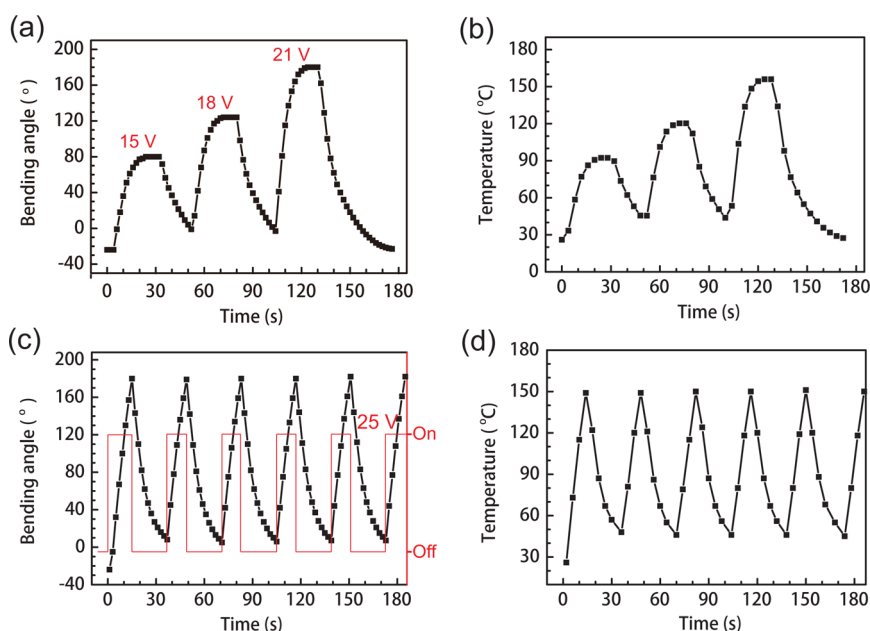 (a)
Bending angle ( ° )
200
160
120
80
40
0
-40
15 V
18 V
21 V
0 30 60 90 120 150 180
Time (s)
(b)
Temperature ( °C)
180
150
120
90
60
30
0
0 30 60 90 120 150 180
Time (s)
(c)
Bending angle ( ° )
200
160
120
80
40
0
-40
25 V
On
Off
0 30 60 90 120 150 180
Time (s)
(d)
Temperature ( °C)
180
150
120
90
60
30
0 30 60 90 120 150 180
Time (s)